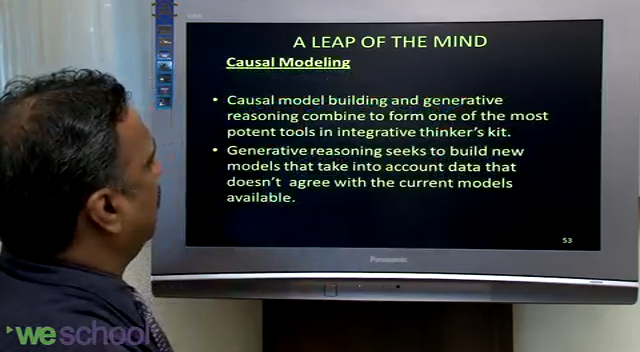 A LEAP OF THE MIND
Causal Modeling
• Causal model building and generative
reasoning combine to form one of the most
potent tools in integrative thinker's kit.
• Generative reasoning seeks to build new
models that take into account data that
doesn't agree with the current models
available.
53
Panasonic
weschool